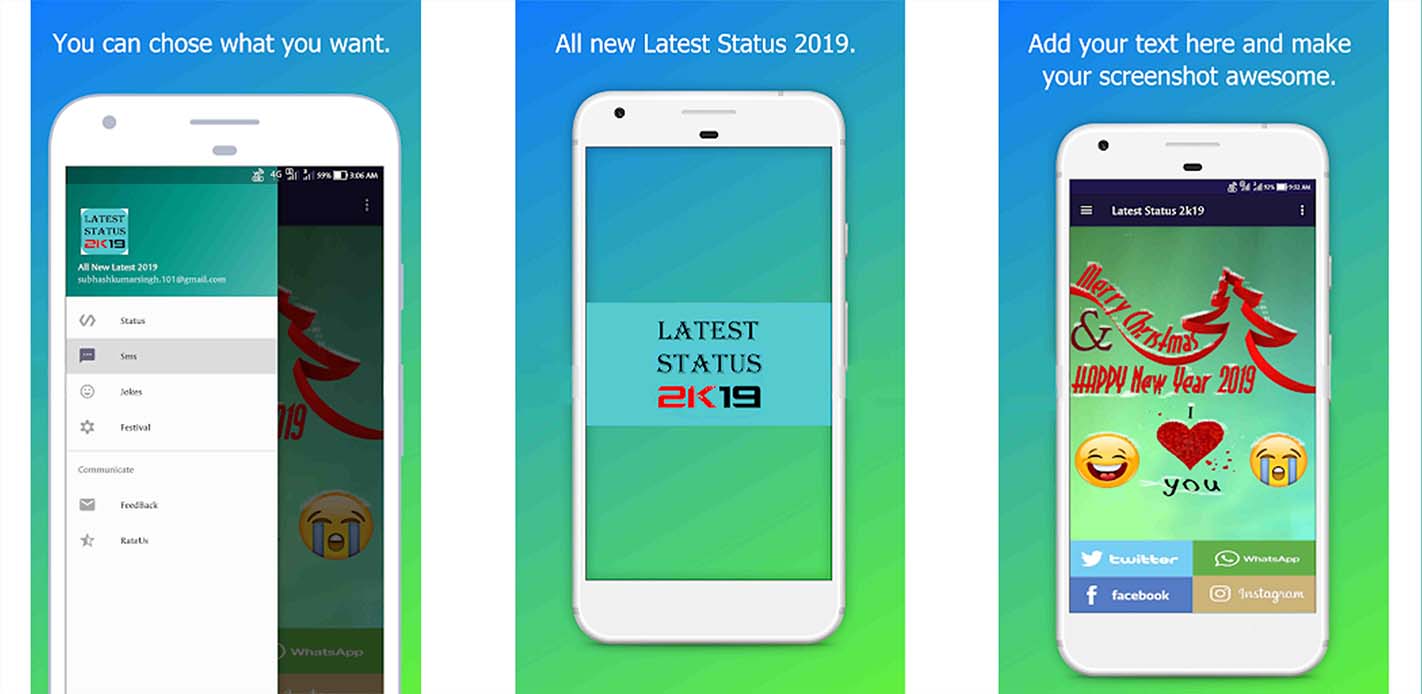 You can chose what you want.
4G 59% 3:06 AM
LATEST
STATUS
2K19
All New Latest 2019
subhashkumarsingh.101@gmail.com
Status
Sms
Jokes
Festival
Communicate
FeedBack
RateUs
019
WhatsApp
All new Latest Status 2019.
LATEST
STATUS
2K19
Add your text here and make
your screenshot awesome.
92% 9:52 AM
Latest Status 2k19
Merry Christmas
&
HAPPY New Year 2019
I
you
twitter
WhatsApp
facebook
Instagram